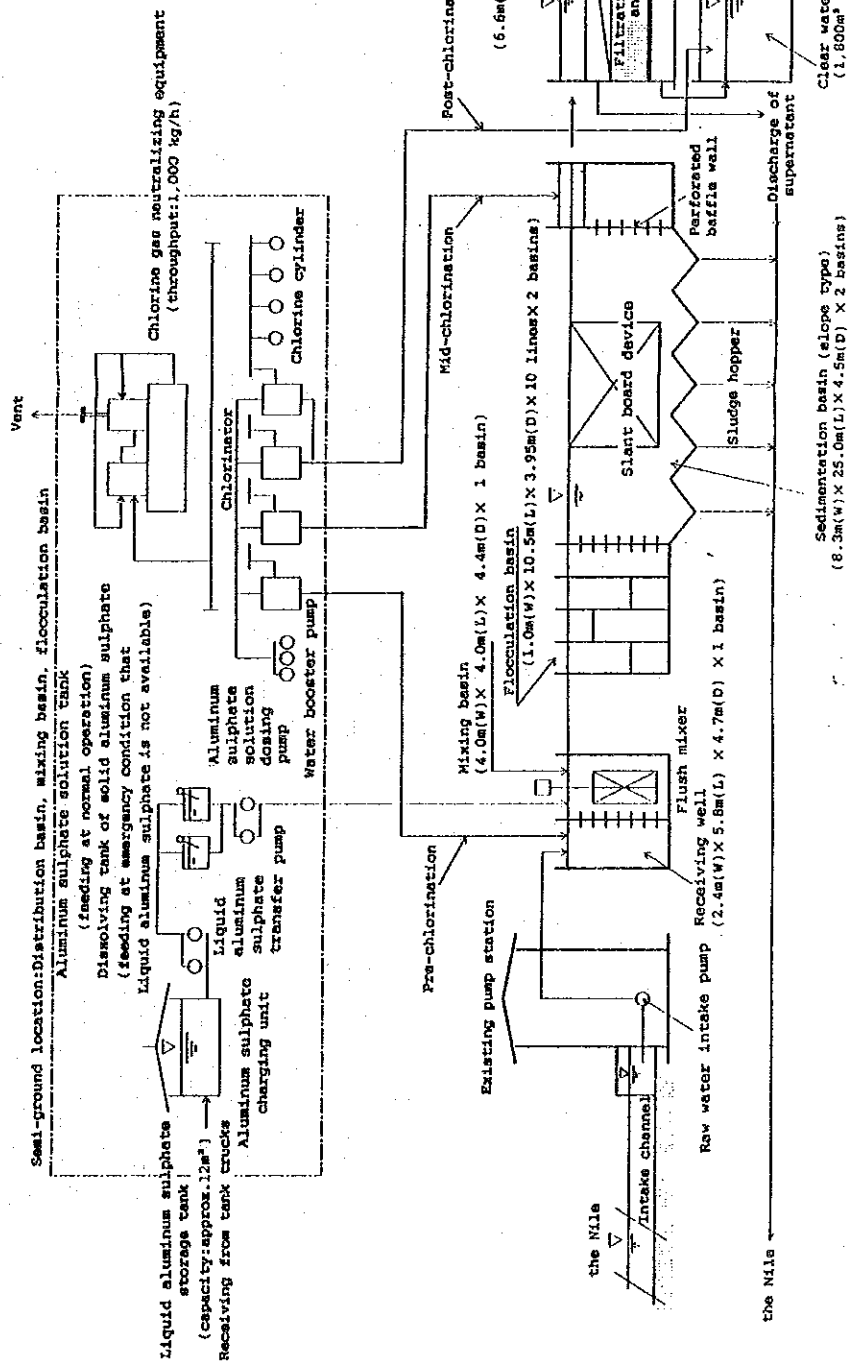 Semi-ground location:Distribution basin, mixing basin, flocculation basin
Aluminum sulphate solution tank
(feeding at normal operation)
Dissolving tank of solid aluminum sulphate
(feeding at emergency condition that
Liquid aluminum sulphate is not available)
Vent
Chlorine gas neutralizing equipment
(throughput:1,000 kg/h)
Liquid aluminum sulphate
storage tank
(capacity:approx.12m³)
Receiving from tank trucks
Aluminum sulphate
charging unit
Liquid
aluminum
sulphate
transfer pump
Aluminum
sulphate
solution
dosing
pump
Water booster pump
Chlorinator
Chlorine cylinder
Pre-chlorination
Mid-chlorination
Post-chlorina
(6.6m(
Filtrati
an
Existing pump station
Mixing basin
(4.0m(W)× 4.0m(L)× 4.4m(D)× 1 basin)
Flocculation basin
(1.0m(W)× 10.5m(L)× 3.95m(D)× 10 lines× 2 basins)
the Nile
Intake channel
Raw water intake pump
Flush mixer
Receiving well
(2.4m(W)× 5.8m(L) × 4.7m(D) ×1 basin)
Slant board device
Sludge hopper
Perforated
baffle wall
Discharge of
supernatant
Clear wate
(1,800m³
the Nile
Sedimentation basin (slope type)
(8.3m(W)× 25.0m(L)× 4.5m(D) × 2 basins)